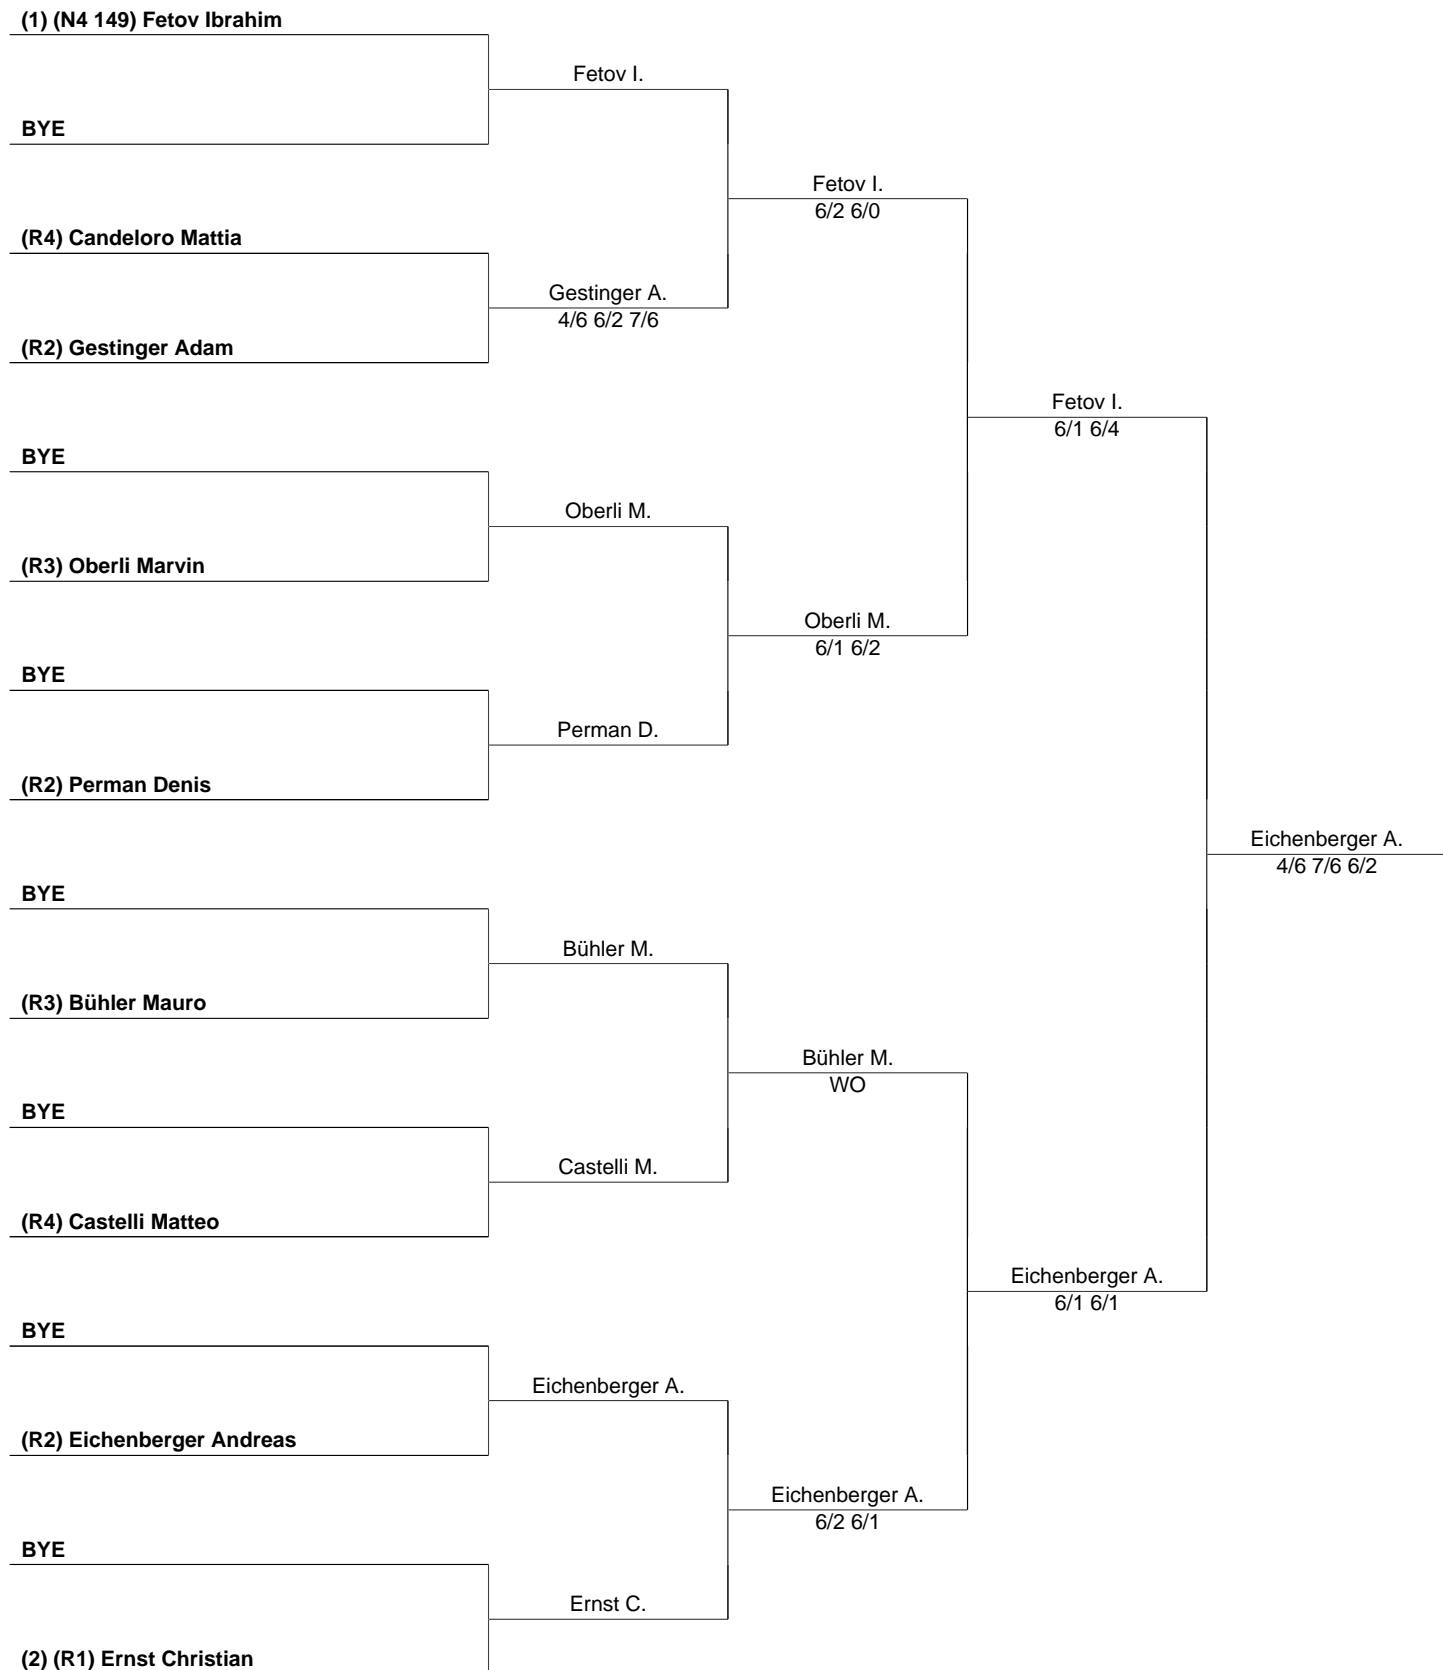 (1) (N4 149) Fetov Ibrahim
Fetov I.
BYE
Fetov I.
6/2 6/0
(R4) Candeloro Mattia
Gestinger A.
4/6 6/2 7/6
(R2) Gestinger Adam
Fetov I.
6/1 6/4
BYE
Oberli M.
(R3) Oberli Marvin
Oberli M.
6/1 6/2
BYE
Perman D.
(R2) Perman Denis
Eichenberger A.
4/6 7/6 6/2
BYE
Bühler M.
(R3) Bühler Mauro
Bühler M.
WO
BYE
Castelli M.
(R4) Castelli Matteo
Eichenberger A.
6/1 6/1
BYE
Eichenberger A.
(R2) Eichenberger Andreas
Eichenberger A.
6/2 6/1
BYE
Ernst C.
(2) (R1) Ernst Christian